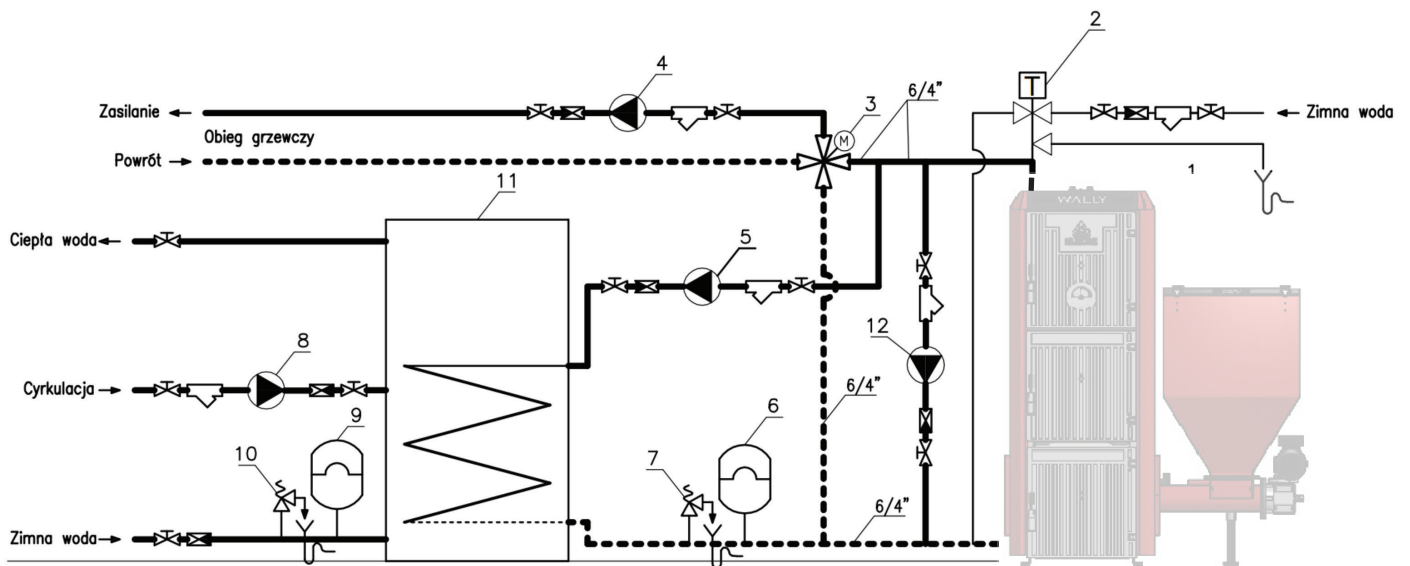 2
4
T
3
6/4"
Zasilanie
Zimna woda
M
Obieg grzewczy
Powrót
1
11
WALLY
Ciepła woda
5
12
8
Cyrkulacja
6/4"
9
6
10
7
6/4"
Zimna woda